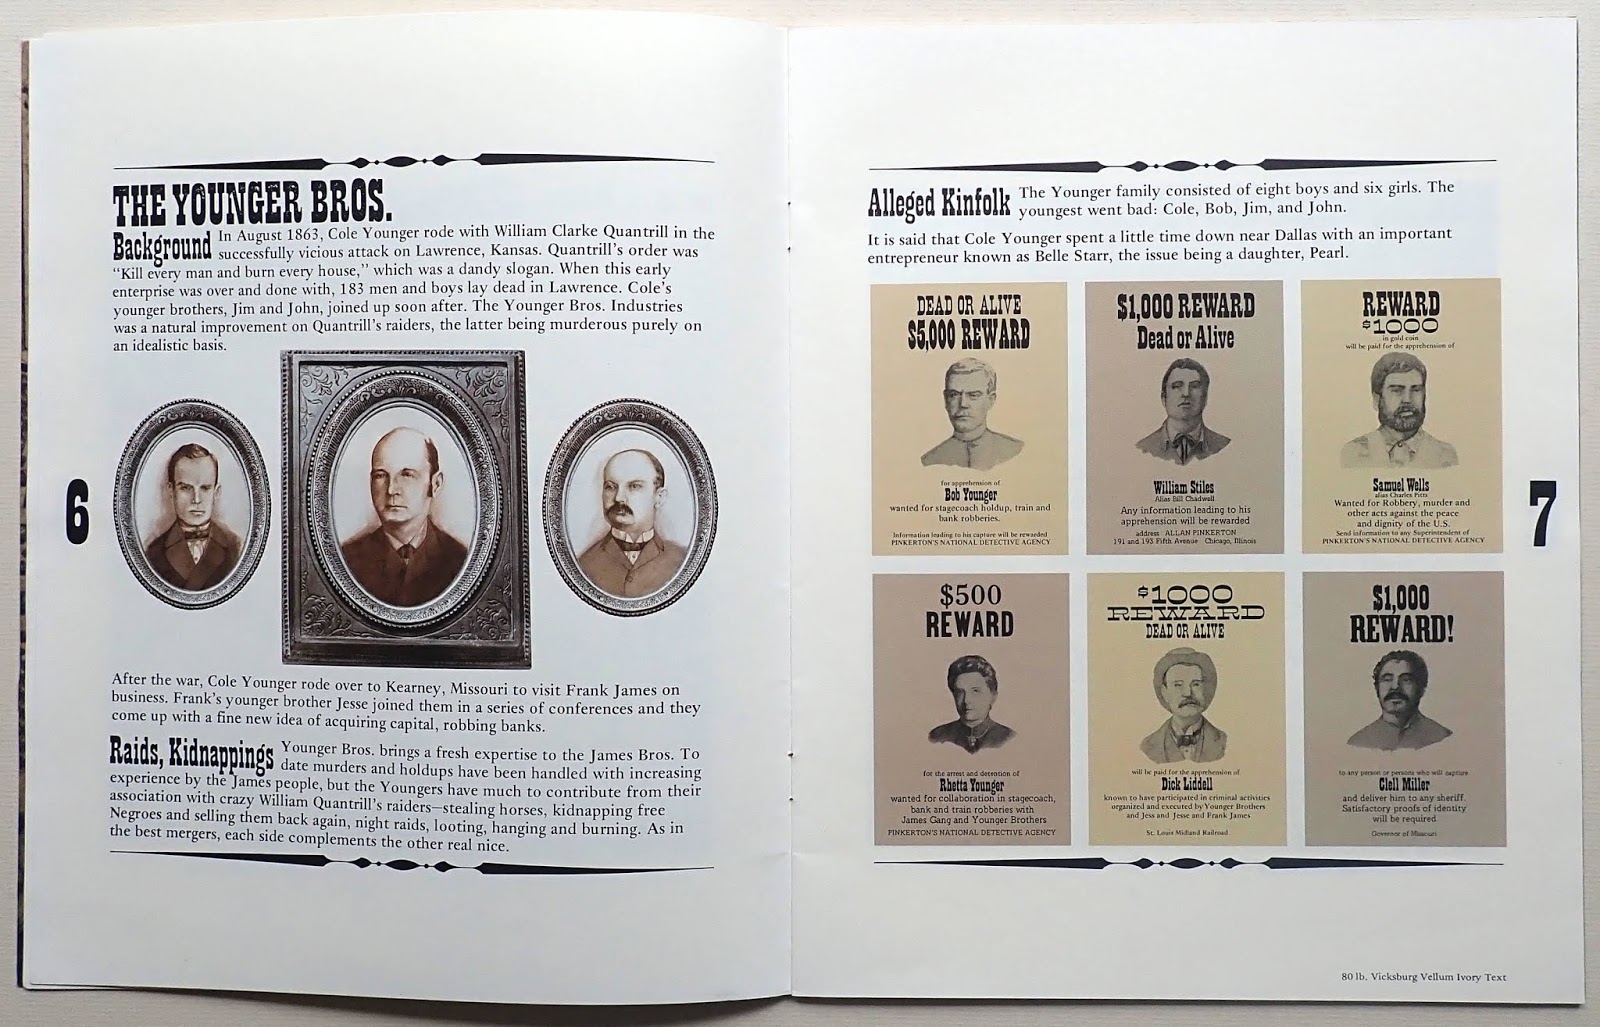 THE YOUNGER BROS.
Background In August 1863, Cole Younger rode with William Clarke Quantrill in the
successfully vicious attack on Lawrence, Kansas. Quantrill's order was
"Kill every man and burn every house," which was a dandy slogan. When this early
enterprise was over and done with, 183 men and boys lay dead in Lawrence. Cole's
younger brothers, Jim and John, joined up soon after. The Younger Bros. Industries
was a natural improvement on Quantrill's raiders, the latter being murderous purely on
an idealistic basis.
6
After the war, Cole Younger rode over to Kearney, Missouri to visit Frank James on
business. Frank's younger brother Jesse joined them in a series of conferences and they
come up with a fine new idea of acquiring capital, robbing banks.
Raids, Kidnappings Younger Bros. brings a fresh expertise to the James Bros. To
date murders and holdups have been handled with increasing
experience by the James people, but the Youngers have much to contribute from their
association with crazy William Quantrill's raiders—stealing horses, kidnapping free
Negroes and selling them back again, night raids, looting, hanging and burning. As in
the best mergers, each side complements the other real nice.
Alleged Kinfolk The Younger family consisted of eight boys and six girls. The
youngest went bad: Cole, Bob, Jim, and John.
It is said that Cole Younger spent a little time down near Dallas with an important
entrepreneur known as Belle Starr, the issue being a daughter, Pearl.
DEAD OR ALIVE
$5,000 REWARD
for apprehension of
Bob Younger
wanted for stagecoach holdup, train and
bank robberies.
Information leading to his capture will be rewarded
PINKERTON'S NATIONAL DETECTIVE AGENCY
$1,000 REWARD
Dead or Alive
William Stiles
Alias Bill Chadwell
Any information leading to his
apprehension will be rewarded
address: ALLAN PINKERTON
191 and 193 Fifth Avenue Chicago, Illinois
REWARD
$1000
in gold coin
will be paid for the apprehension of
Samuel Wells
alias Charles Pitts
Wanted for Robbery, murder and
other acts against the peace
and dignity of the U.S.
Send information to any Superintendent of
PINKERTON'S NATIONAL DETECTIVE AGENCY
7
$500
REWARD
for the arrest and detention of
Rhetta Younger
wanted for collaboration in stagecoach,
bank and train robberies with
James Gang and Younger Brothers
PINKERTON'S NATIONAL DETECTIVE AGENCY
$1000
REWARD
DEAD OR ALIVE
will be paid for the apprehension of
Dick Liddell
known to have participated in criminal activities
organized and executed by Younger Brothers
and Jess and Jesse and Frank James
St. Louis Midland Railroad
$1,000
REWARD!
to any person or persons who will capture
Clell Miller
and deliver him to any sheriff.
Satisfactory proofs of identity
will be required
Governor of Missouri
80 lb. Vicksburg Vellum Ivory Text